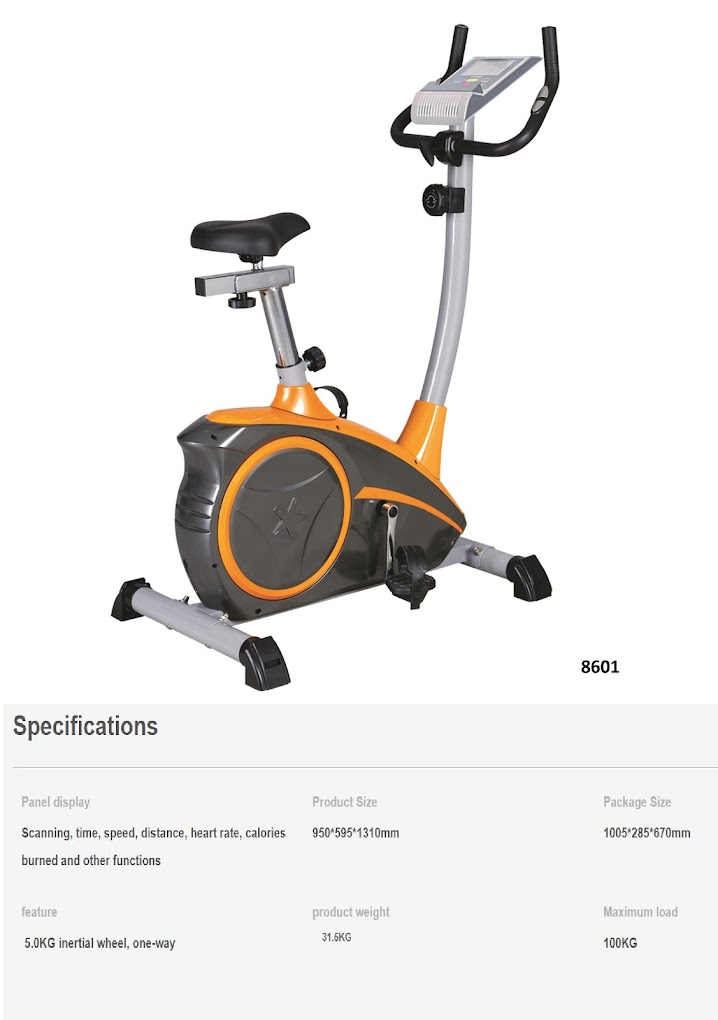 8601
Specifications
Panel display
Product Size
Package Size
Scanning, time, speed, distance, heart rate, calories
burned and other functions
950*595*1310mm
1005*285*670mm
feature
product weight
Maximum load
5.0KG inertial wheel, one-way
31.5KG
100KG